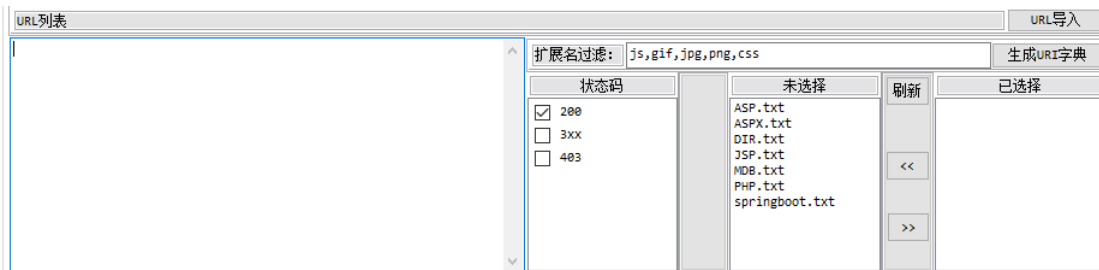 URL列表
URL导入
扩展名过滤: js,gif,jpg,png,css
生成URI字典
状态码
未选择
刷新
已选择
200
3xx
403
ASP.txt
ASPX.txt
DIR.txt
JSP.txt
MDB.txt
PHP.txt
springboot.txt
<<
>>